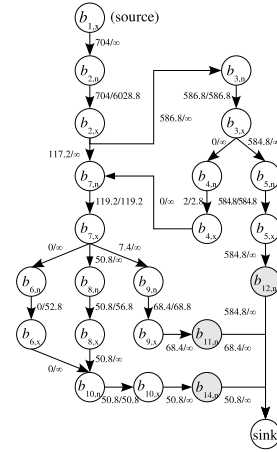 b1,x (source)
704/∞
b2,n
b3,n
704/6028.8
586.8/586.8
b2,x
586.8/∞
b3,x
117.2/∞
0/∞
584.8/∞
b7,n
b4,n
b5,n
119.2/119.2
0/∞
2/2.8
584.8/584.8
b7,x
b4,x
b5,x
0/∞
50.8/∞
7.4/∞
584.8/∞
b6,n
b8,n
b9,n
b12,n
0/52.8
50.8/56.8
68.4/68.8
584.8/∞
b6,x
b8,x
b9,x
b11,n
68.4/∞
68.4/∞
0/∞
50.8/∞
b10,n
b10,x
b14,n
50.8/50.8
50.8/∞
50.8/∞
sink